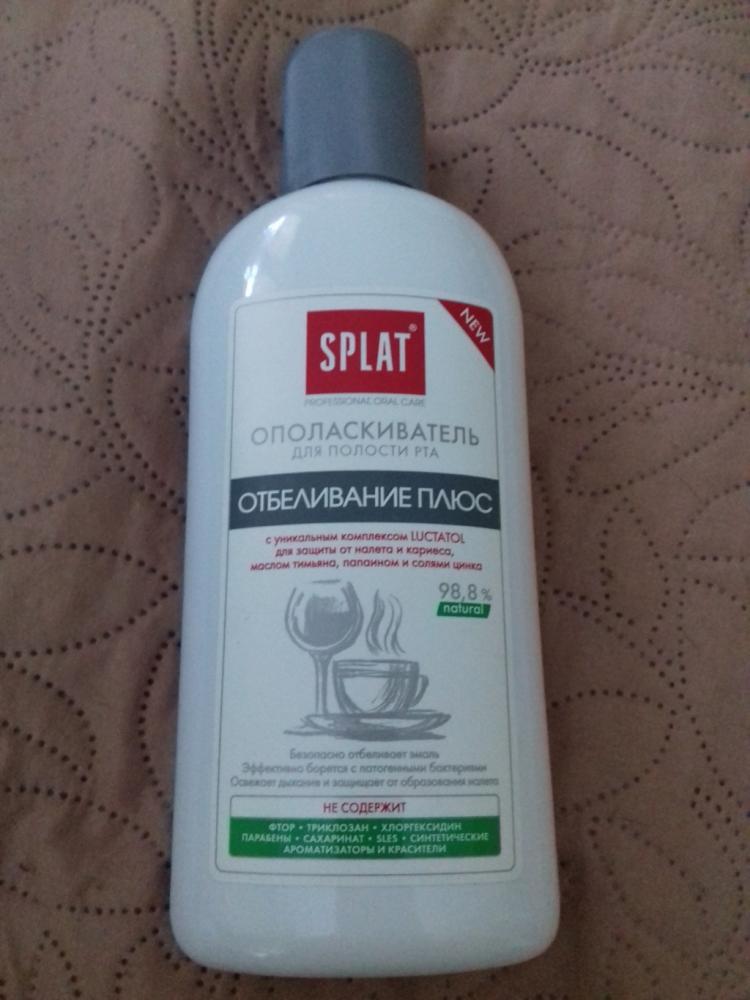 NEW
SPLAT®
PROFESSIONAL ORAL CARE
ОПОЛАСКИВАТЕЛЬ
ДЛЯ ПОЛОСТИ РТА
ОТБЕЛИВАНИЕ ПЛЮС
с уникальным комплексом LUCTATOL
для защиты от налета и кариеса,
маслом тимьяна, папаином и солями цинка
98,8 %
natural
Безопасно отбеливает эмаль
Эффективно борется с патогенными бактериями
Освежает дыхание и защищает от образования налета
НЕ СОДЕРЖИТ
ФТОР • ТРИКЛОЗАН • ХЛОРГЕКСИДИН
ПАРАБЕНЫ • САХАРИНАТ • SLES • СИНТЕТИЧЕСКИЕ
АРОМАТИЗАТОРЫ И КРАСИТЕЛИ